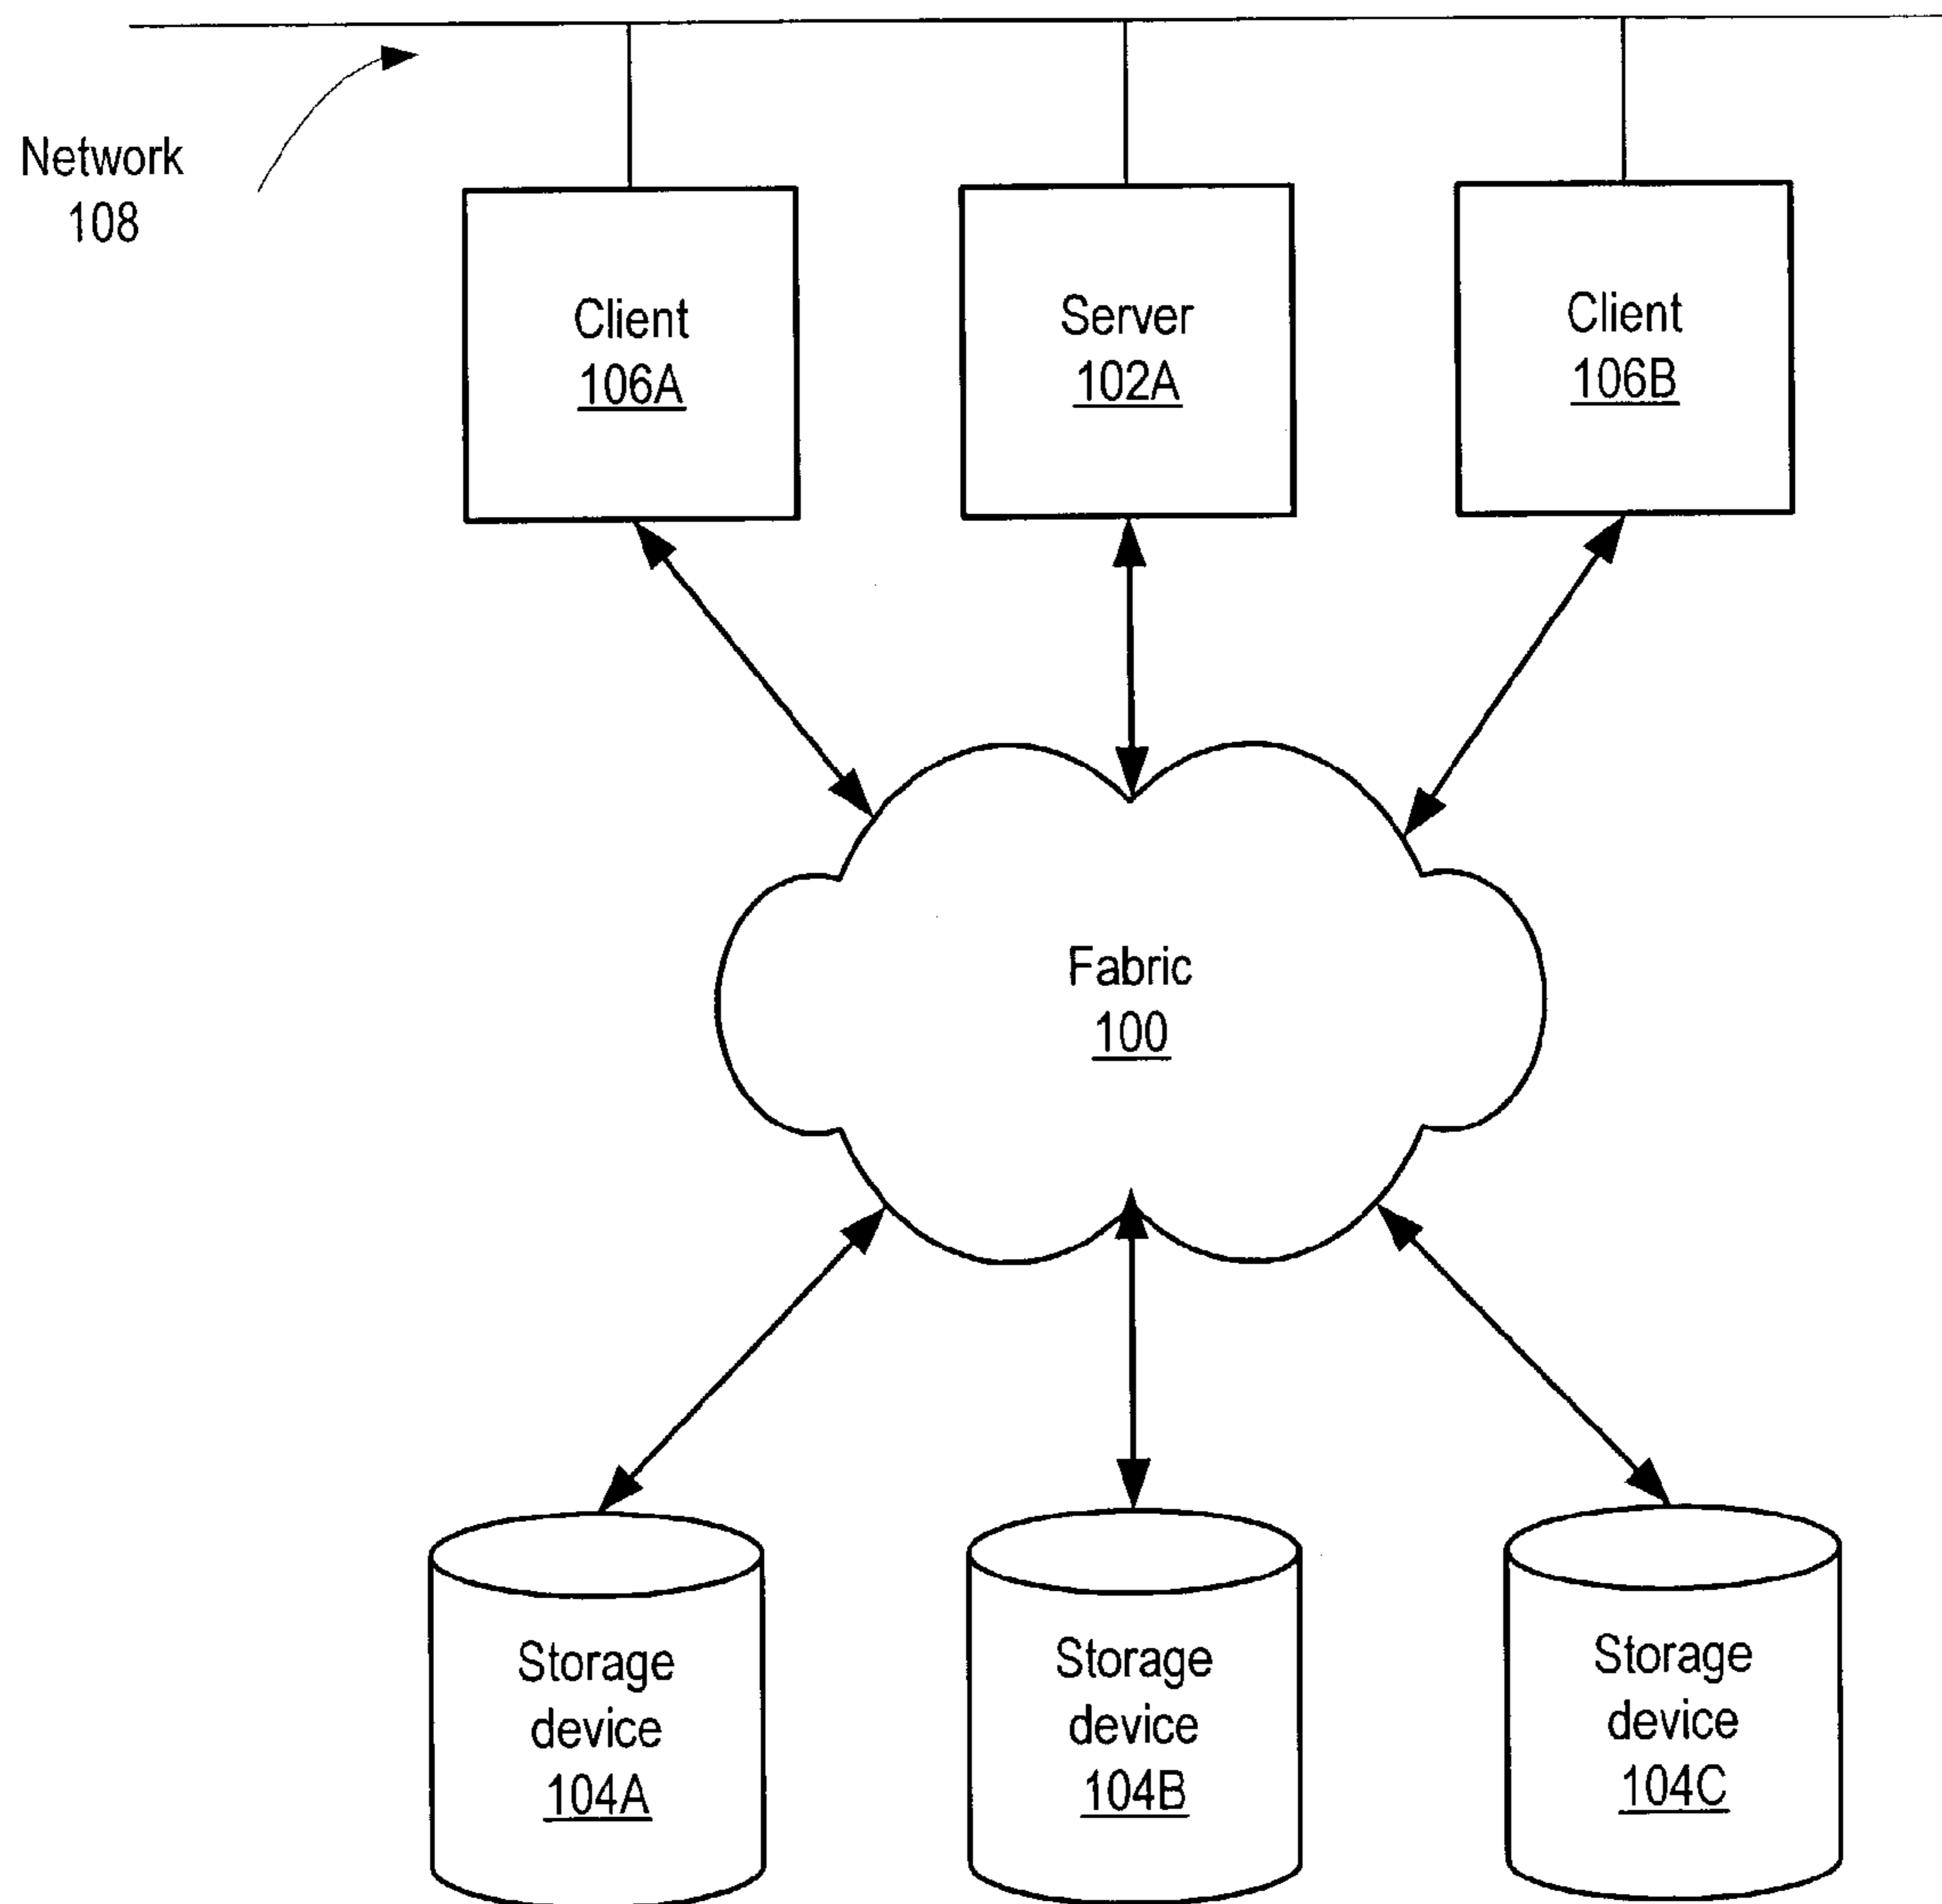 Network
108
Client
106A
Server
102A
Client
106B
Fabric
100
Storage
device
104A
Storage
device
104B
Storage
device
104C